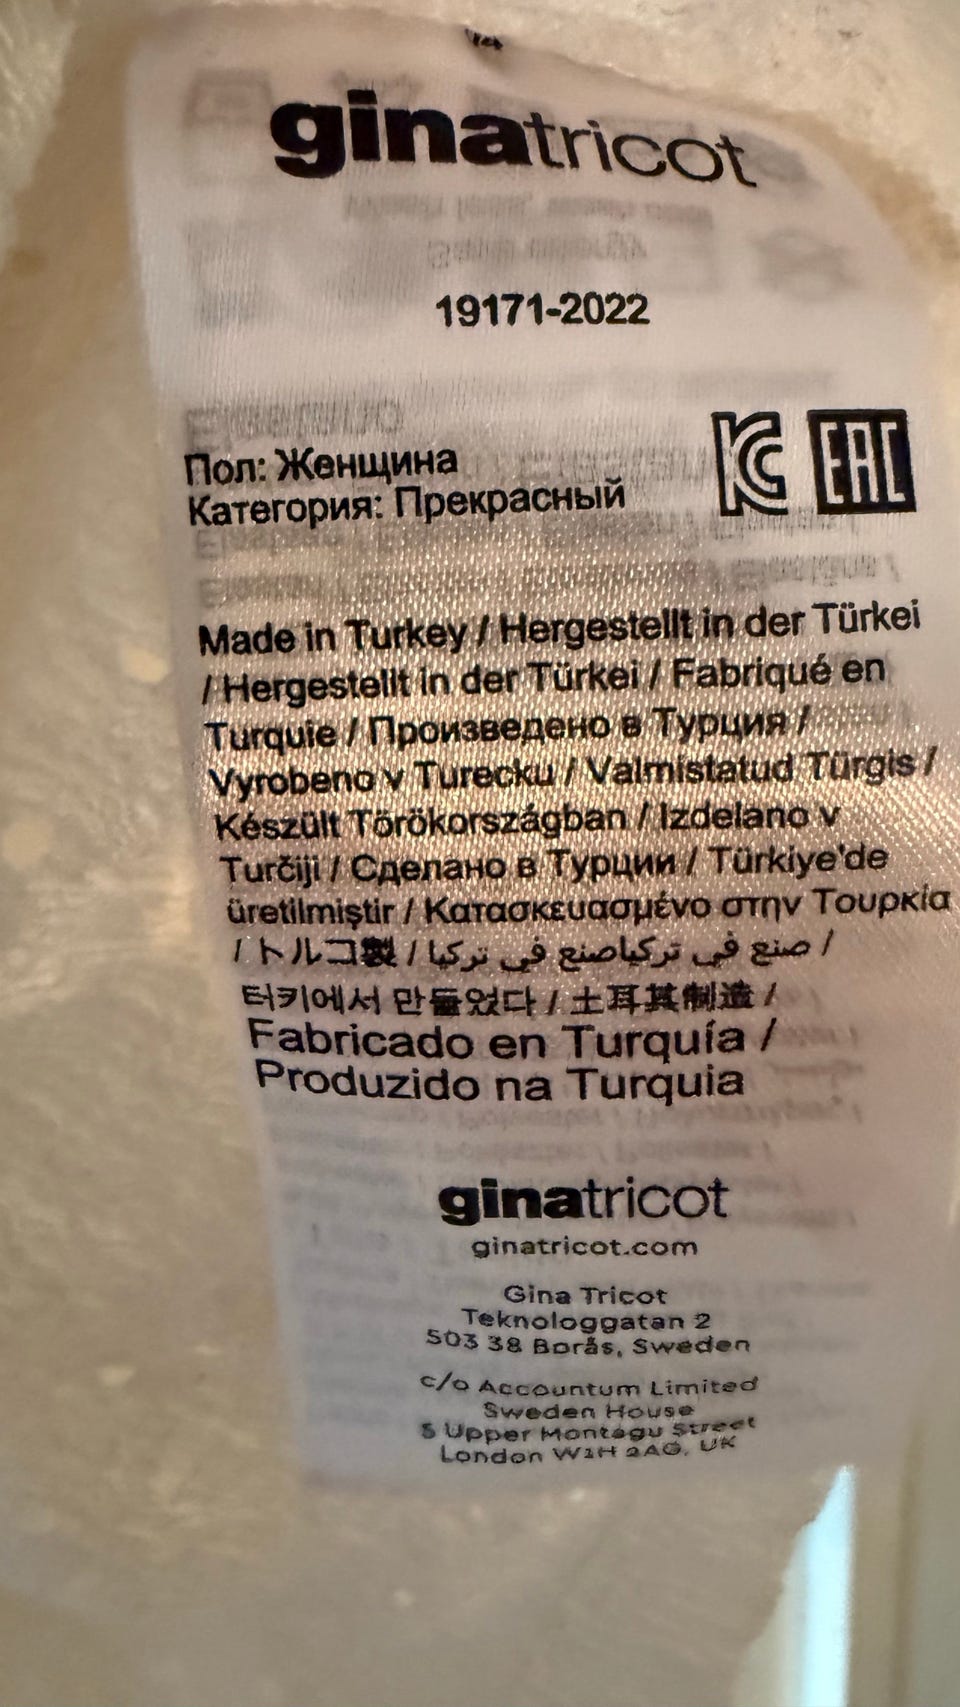 ginatricot
19171-2022
Пол: Женщина
Категория: Прекрасный
KC EAC
Made in Turkey / Hergestellt in der Türkei
/ Hergestellt in der Türkei / Fabriqué en
Turquie / Произведено в Турция /
Vyrobeno v Turecku / Valmistatud Türgis /
Készült Törökországban / Izdelano v
Turčiji / Сделано в Турции / Türkiye'de
üretilmiştir / Κατασκευασμένο στην Τουρκία
/ トルコ製 / صنع في تركياصنع في تركيا /
터키에서 만들었다 / 土耳其制造 /
Fabricado en Turquía /
Produzido na Turquia
ginatricot
ginatricot.com
Gina Tricot
Teknologgatan 2
503 38 Borås, Sweden
c/o Accountum Limited
Sweden House
5 Upper Montagu Street
London W1H 2AG, UK